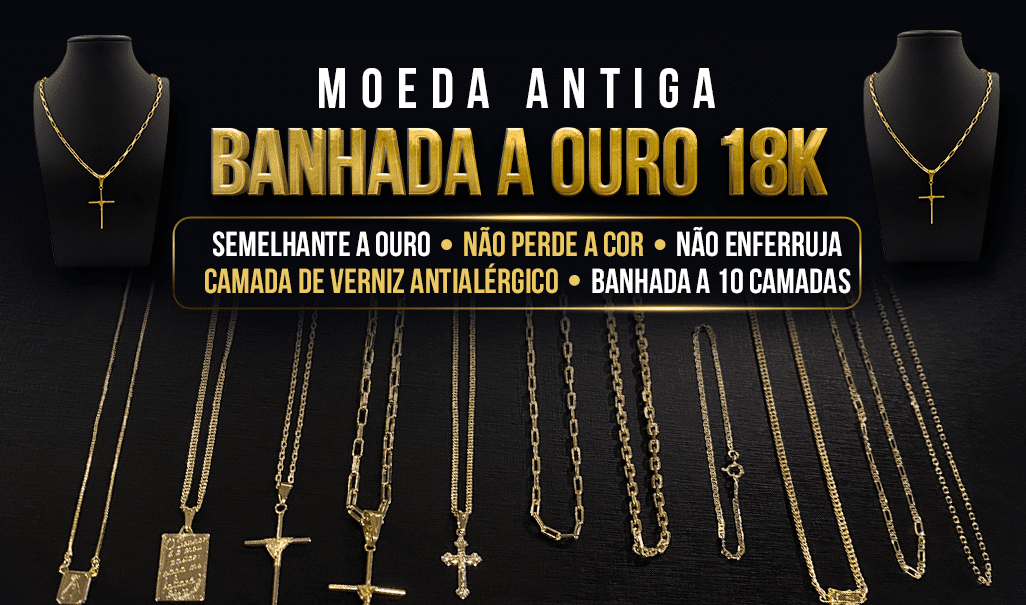 MOEDA ANTIGA
BANHADA A OURO 18K
SEMELHANTE A OURO • NÃO PERDE A COR • NÃO ENFERRUJA
CAMADA DE VERNIZ ANTIALÉRGICO • BANHADA A 10 CAMADAS